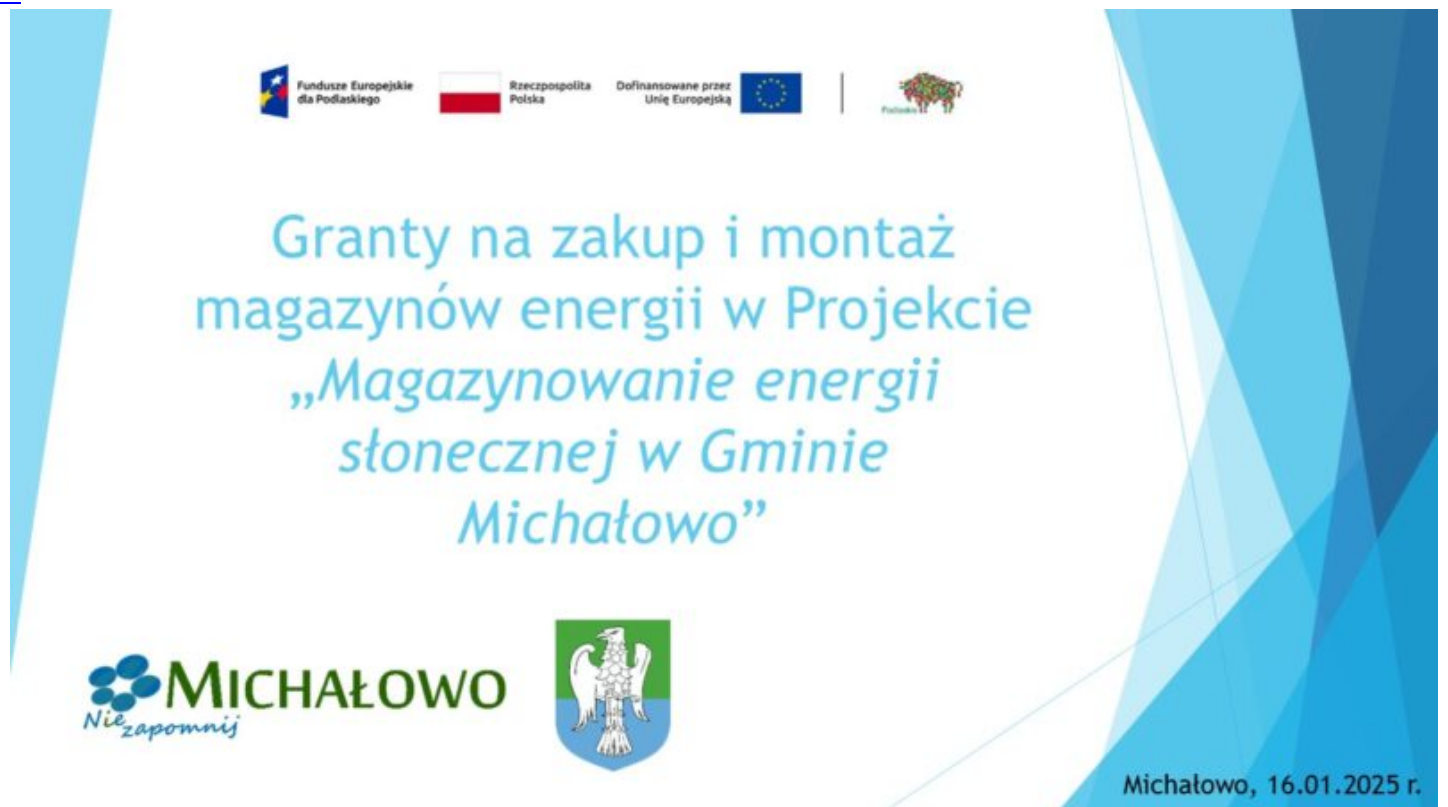 Fundusze Europejskie
dla Podlaskiego
Rzeczpospolita
Polska
Dofinansowane przez
Unię Europejską
Podlaskie
Granty na zakup i montaż
magazynów energii w Projekcie
„Magazynowanie energii
słonecznej w Gminie
Michałowo”
MICHAŁOWO
Nie zapomnij
Michałowo, 16.01.2025 r.